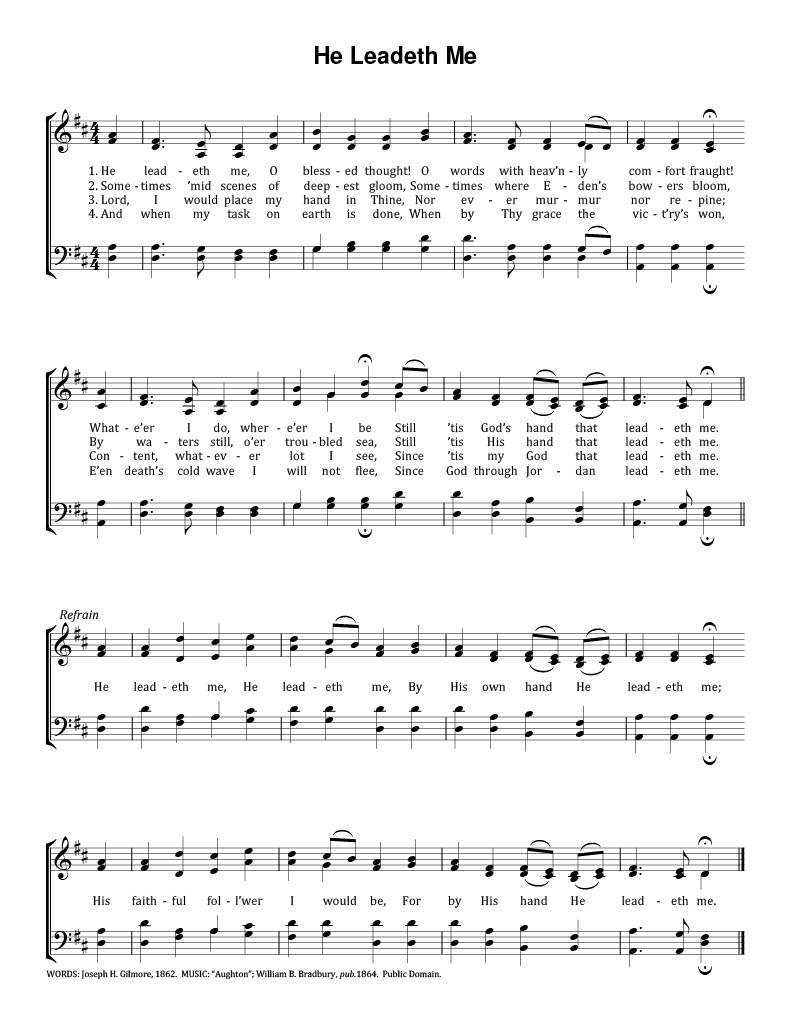 He Leadeth Me
1. He lead - eth me, O bless - ed thought! O words with heav'n - ly com - fort fraught!
2. Some - times 'mid scenes of deep - est gloom, Some - times where E - den's bow - ers bloom,
3. Lord, I would place my hand in Thine, Nor ev - er mur - mur nor re - pine;
4. And when my task on earth is done, When by Thy grace the vic - t'ry's won,
What - e'er I do, wher - e'er I be Still 'tis God's hand that lead - eth me.
By wa - ters still, o'er trou - bled sea, Still 'tis His hand that lead - eth me.
Con - tent, what - ev - er lot I see, Since 'tis my God that lead - eth me.
E'en death's cold wave I will not flee, Since God through Jor - dan lead - eth me.
Refrain
He lead - eth me, He lead - eth me, By His own hand He lead - eth me;
His faith - ful fol - l'wer I would be, For by His hand He lead - eth me.
WORDS: Joseph H. Gilmore, 1862. MUSIC: "Aughton"; William B. Bradbury, pub.1864. Public Domain.